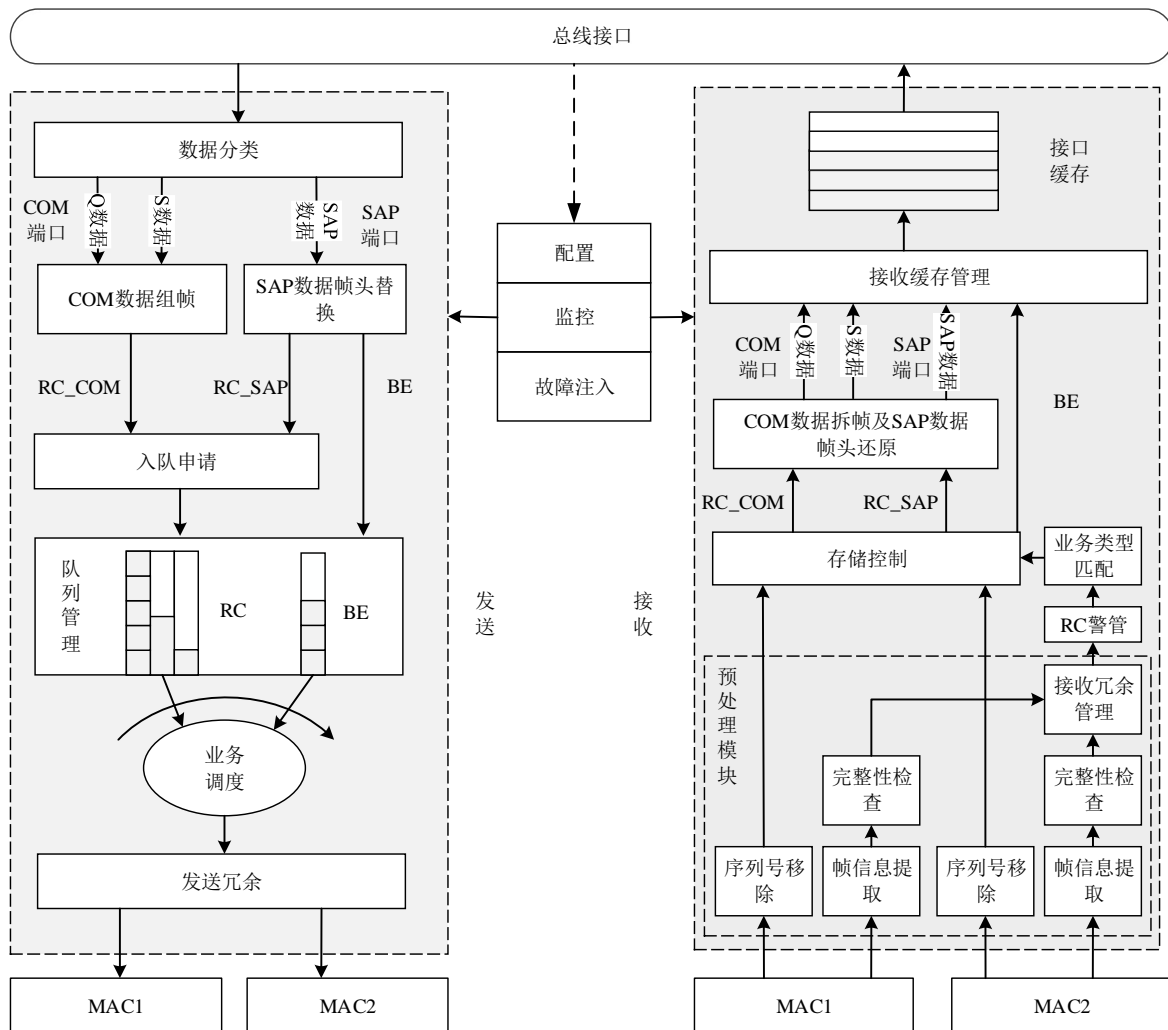 总线接口
数据分类
COM
端口
Q数据
S数据
SAP
数据
SAP
端口
COM数据组帧
SAP数据帧头替
换
RC_COM
RC_SAP
BE
入队申请
队
列
管
理
RC
BE
业务
调度
发送冗余
MAC1
MAC2
发
送
配置
监控
故障注入
接
收
接口
缓存
接收缓存管理
COM
端口
Q数据
S数据
SAP
端口
SAP数据
BE
COM数据拆帧及SAP数据
帧头还原
RC_COM
RC_SAP
存储控制
业务类型
匹配
RC警管
预
处
理
模
块
接收冗余
管理
完整性检
查
完整性检
查
序列号移
除
帧信息提
取
序列号移
除
帧信息提
取
MAC1
MAC2